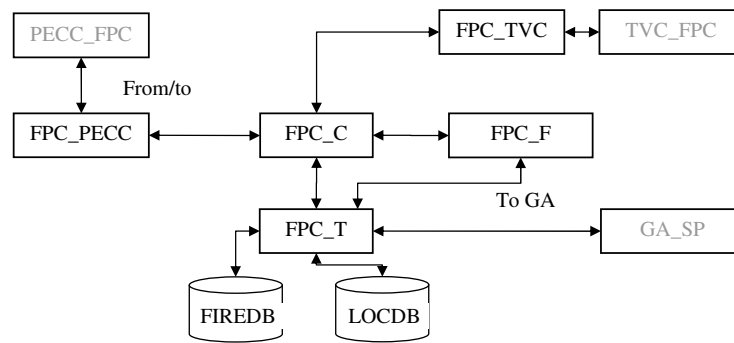 PECC_FPC
FPC_TVC
TVC_FPC
From/to
FPC_PECC
FPC_C
FPC_F
To GA
FPC_T
GA_SP
FIREDB
LOCDB